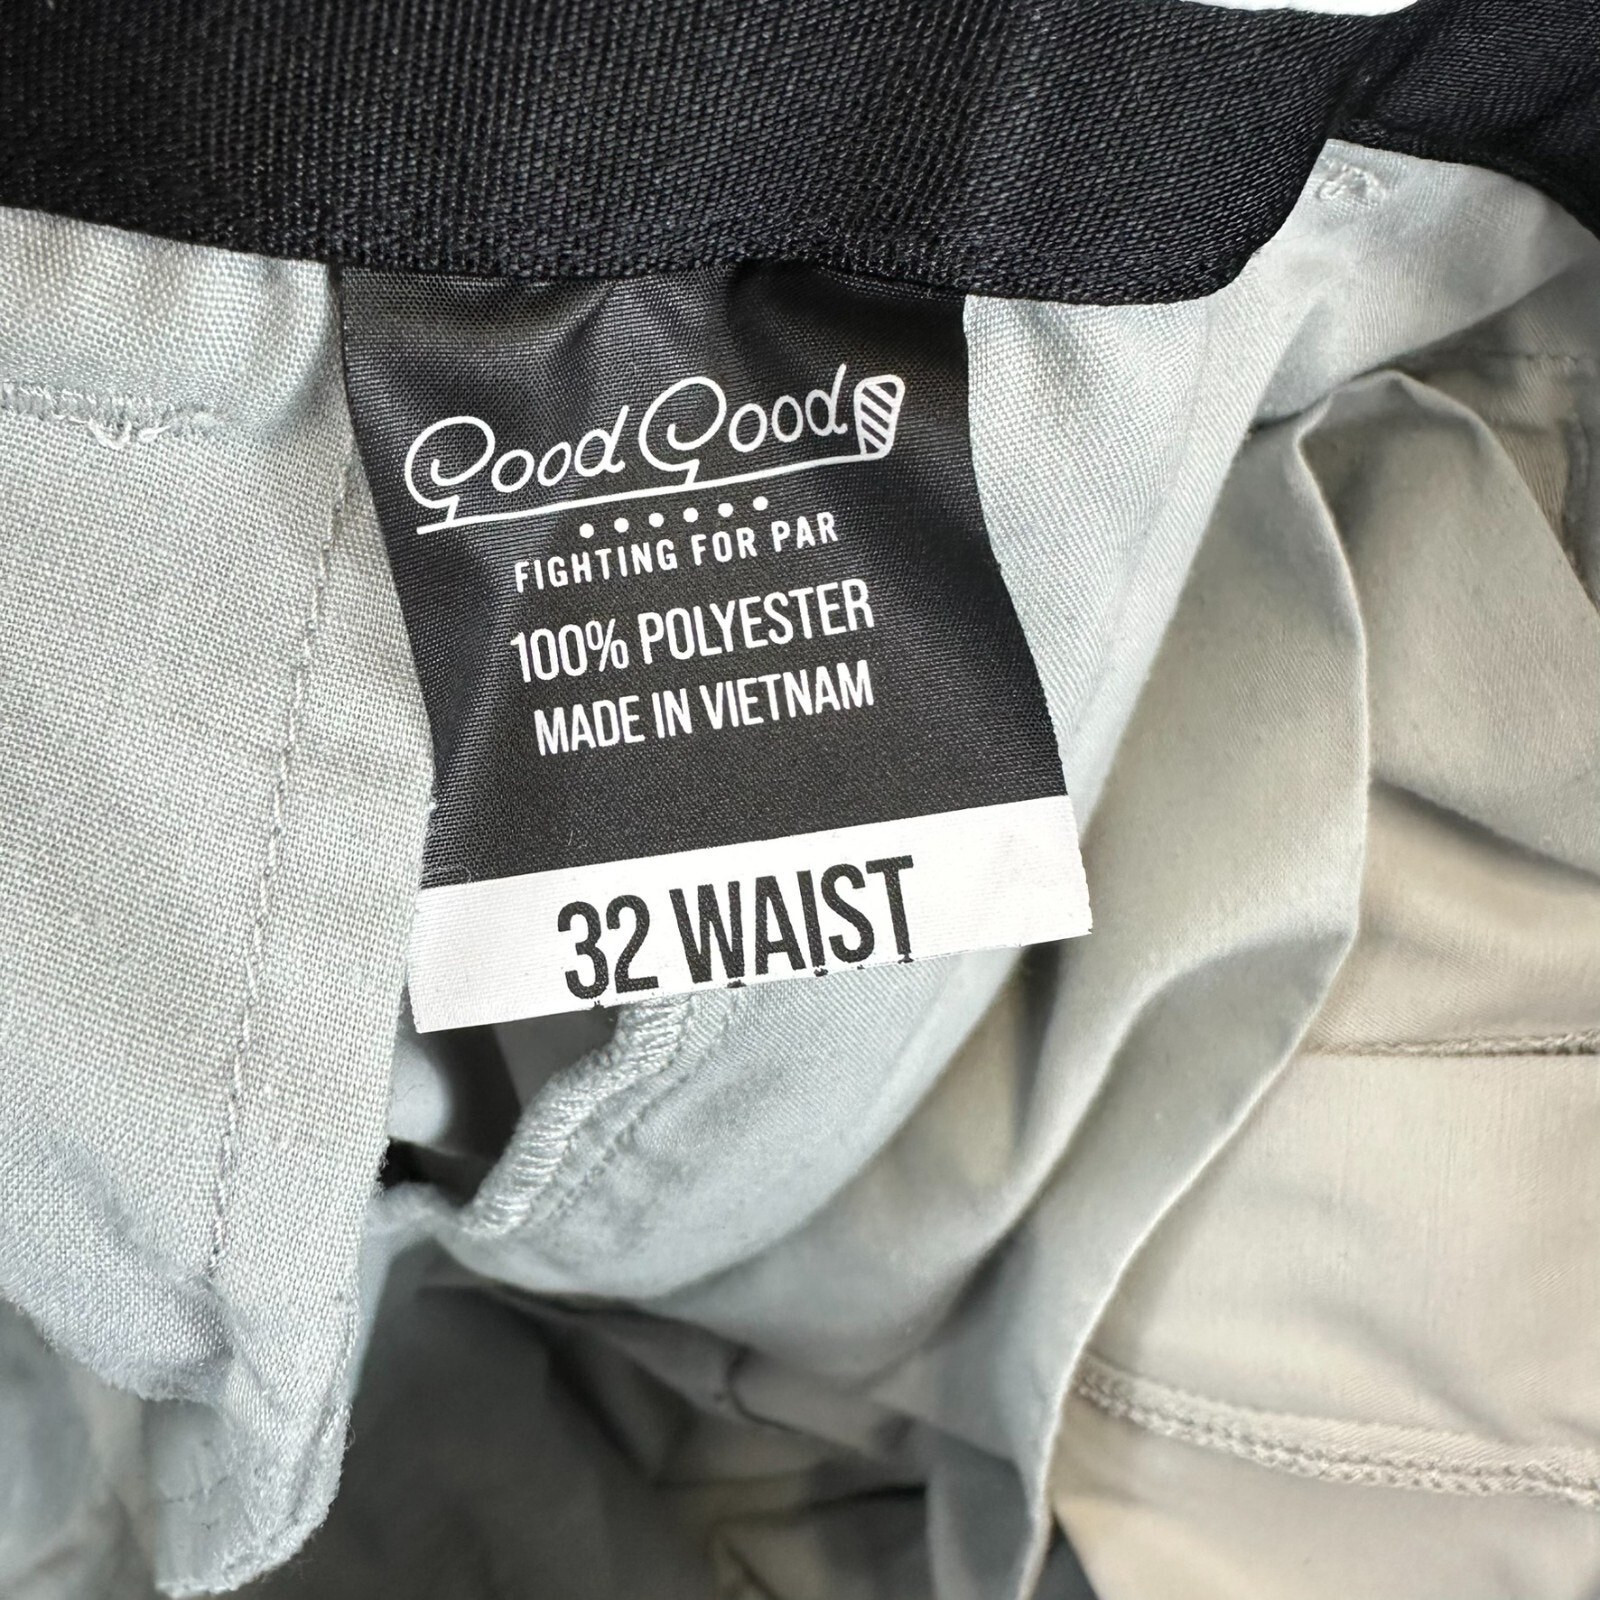 Good Good
FIGHTING FOR PAR
100% POLYESTER
MADE IN VIETNAM
32 WAIST